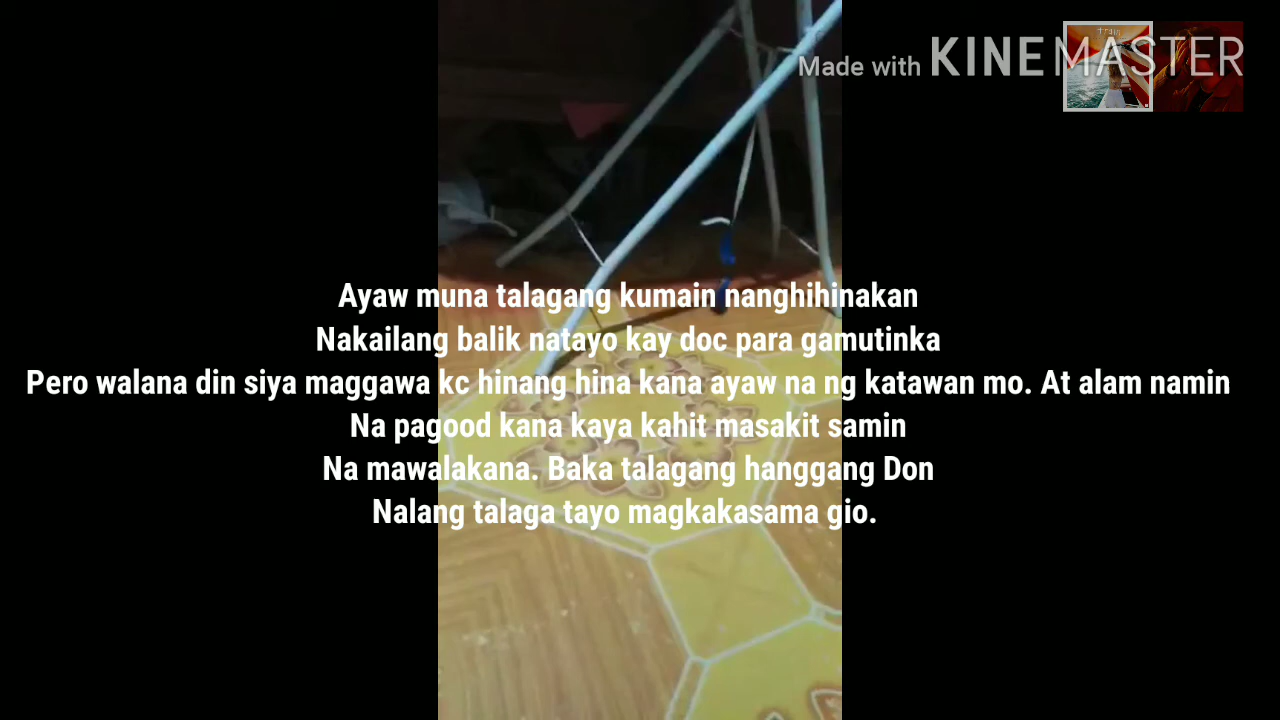 Made with KINEMASTER
Ayaw muna talagang kumain nanghihinakan
Nakailang balik natayo kay doc para gamutinka
Pero walana din siya maggawa kc hinang hina kana ayaw na ng katawan mo. At alam namin
Na pagood kana kaya kahit masakit samin
Na mawalakana. Baka talagang hanggang Don
Nalang talaga tayo magkakasama gio.